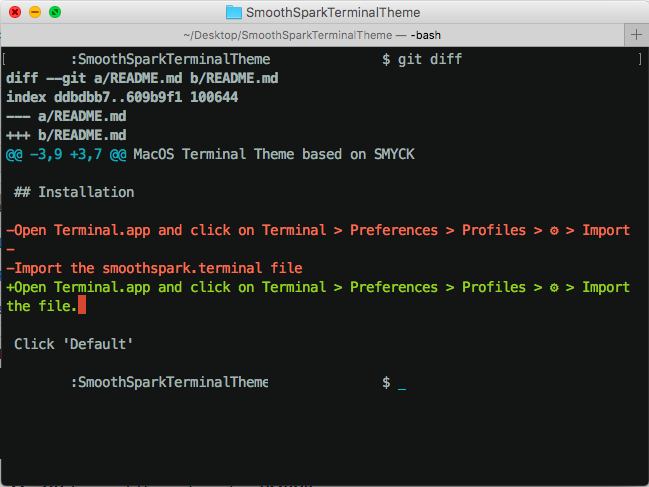 SmoothSparkTerminalTheme
~/Desktop/SmoothSparkTerminalTheme — -bash
[ :SmoothSparkTerminalTheme $ git diff ]
diff --git a/README.md b/README.md
index ddbdbb7..609b9f1 100644
--- a/README.md
+++ b/README.md
@@ -3,9 +3,7 @@ MacOS Terminal Theme based on SMYCK
## Installation
-Open Terminal.app and click on Terminal > Preferences > Profiles > ⚙ > Import
-
-Import the smoothspark.terminal file
+Open Terminal.app and click on Terminal > Preferences > Profiles > ⚙ > Import
the file.
Click 'Default'
:SmoothSparkTerminalTheme $ _